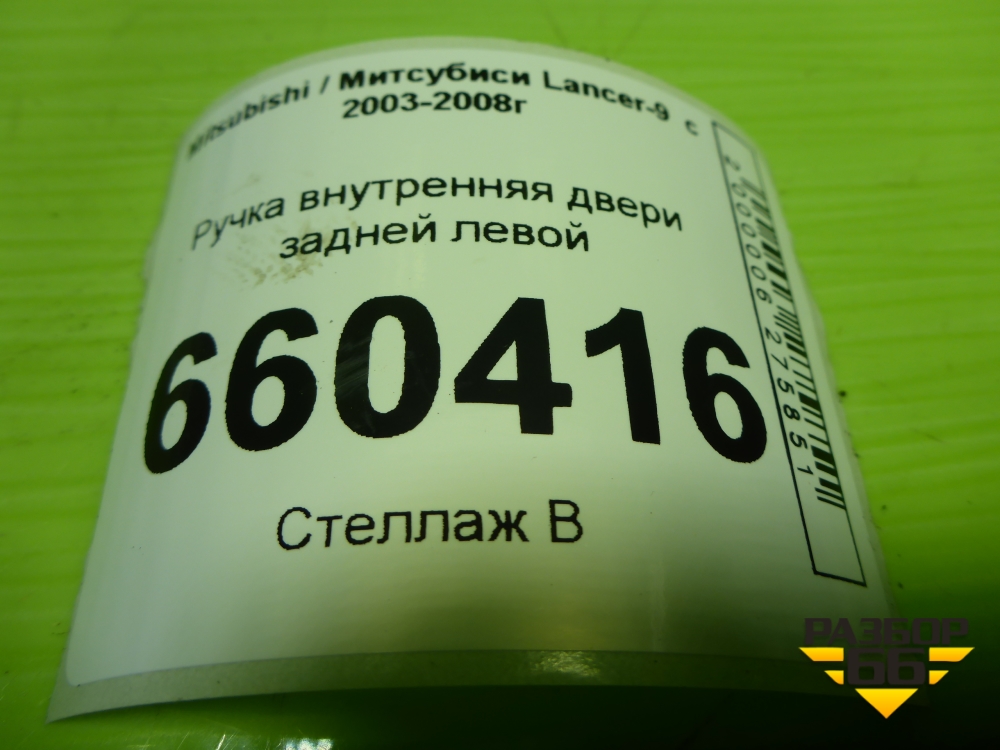 Mitsubishi / Митсубиси Lancer-9 с
2003-2008г
Ручка внутренняя двери
задней левой
660416
Стеллаж В
2000006275851
РАЗБОР
66